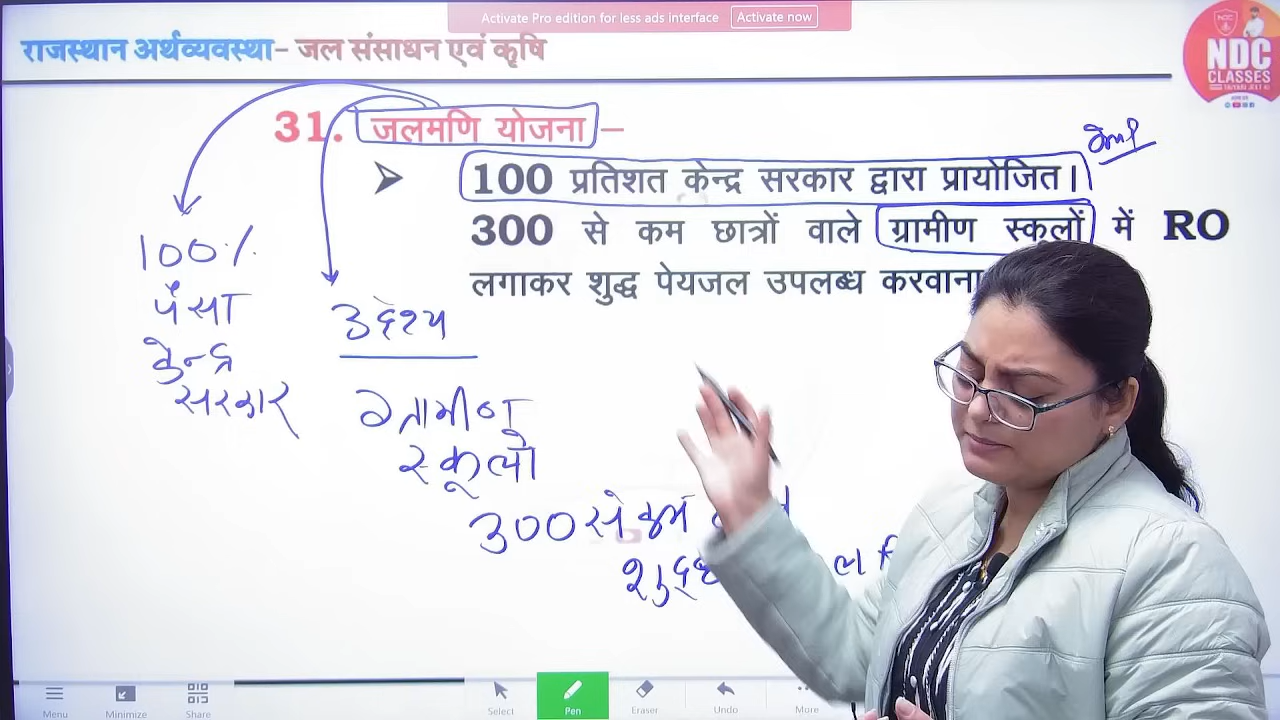 Activate Pro edition for less ads interface Activate now
राजस्थान अर्थव्यवस्था– जल संसाधन एवं कृषि
NDC
CLASSES
31. जलमणि योजना –
➤ 100 प्रतिशत केन्द्र सरकार द्वारा प्रायोजित।
300 से कम छात्रों वाले ग्रामीण स्कूलों में RO
लगाकर शुद्ध पेयजल उपलब्ध करवाना
100%
पैसा
केन्द्र
सरकार
उद्देश्य
ग्रामीण
स्कूलो
300 से कम
Menu Minimize Share Select Pen Eraser Undo More